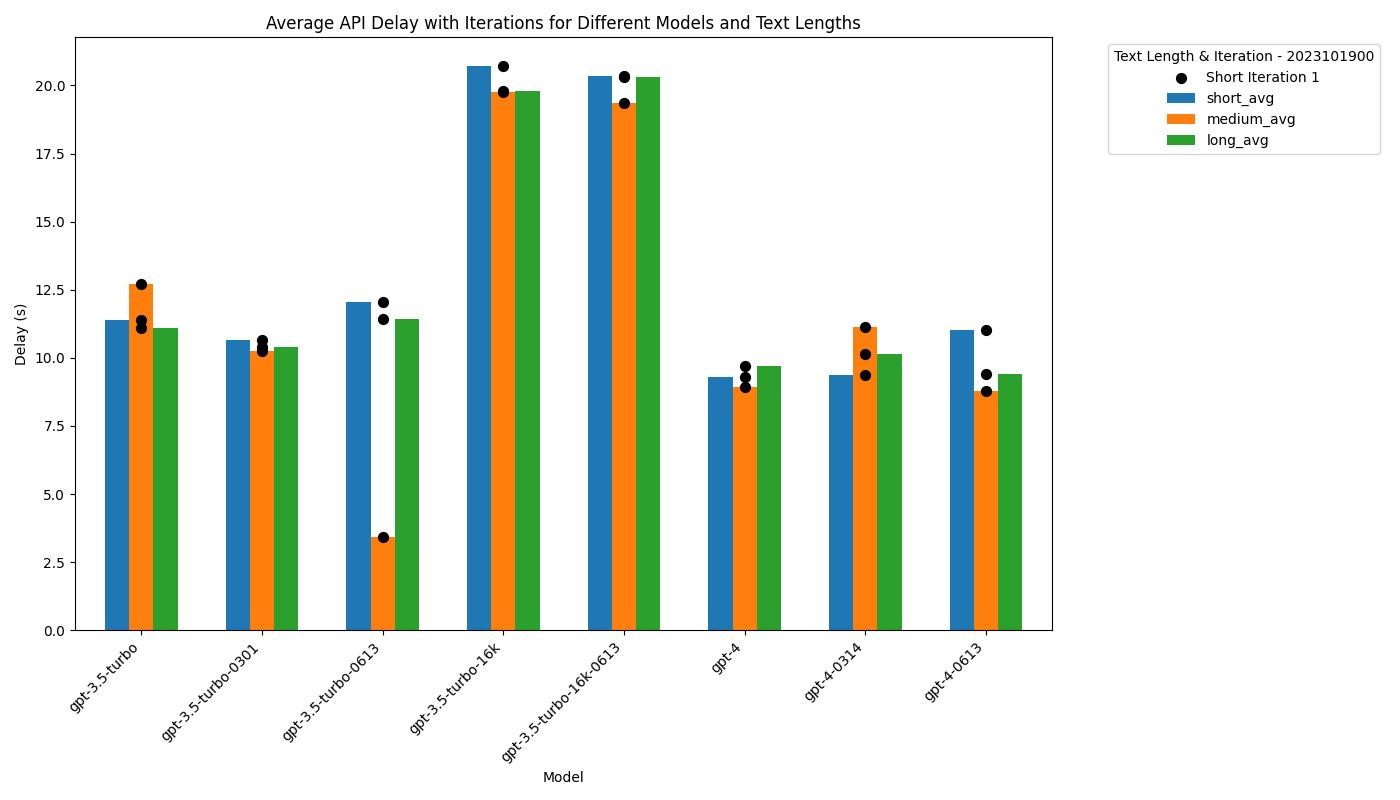 Average API Delay with Iterations for Different Models and Text Lengths
Text Length & Iteration - 2023101900
Short Iteration 1
short_avg
medium_avg
long_avg
Delay (s)
20.0
17.5
15.0
12.5
10.0
7.5
5.0
2.5
0.0
gpt-3.5-turbo
gpt-3.5-turbo-0301
gpt-3.5-turbo-0613
gpt-3.5-turbo-16k
gpt-3.5-turbo-16k-0613
gpt-4
gpt-4-0314
gpt-4-0613
Model